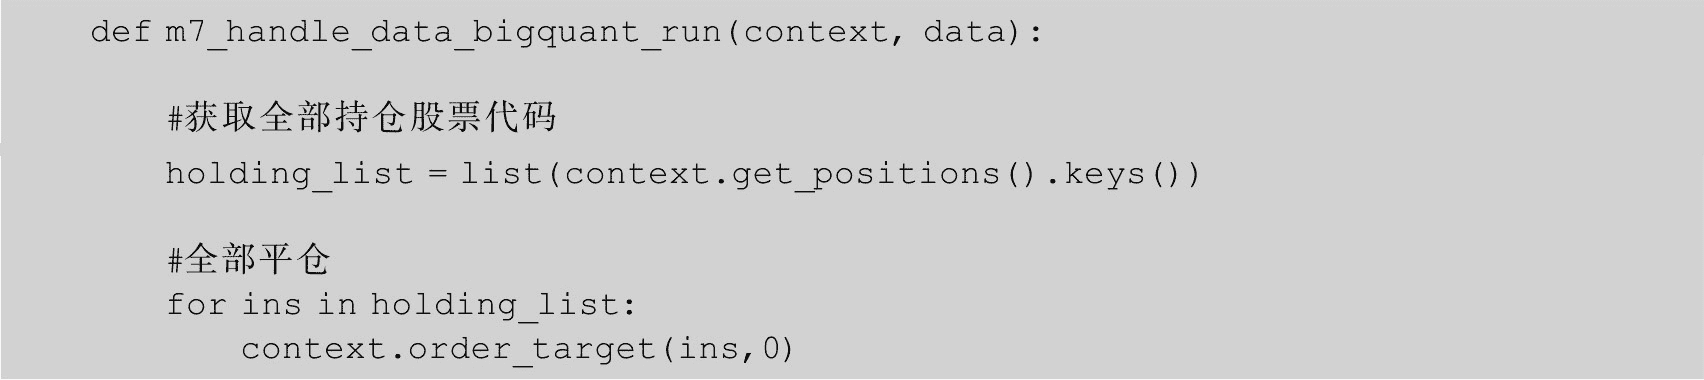 def m7_handle_data_bigquant_run(context, data):
#获取全部持仓股票代码
holding_list = list(context.get_positions().keys())
#全部平仓
for ins in holding_list:
context.order_target(ins,0)